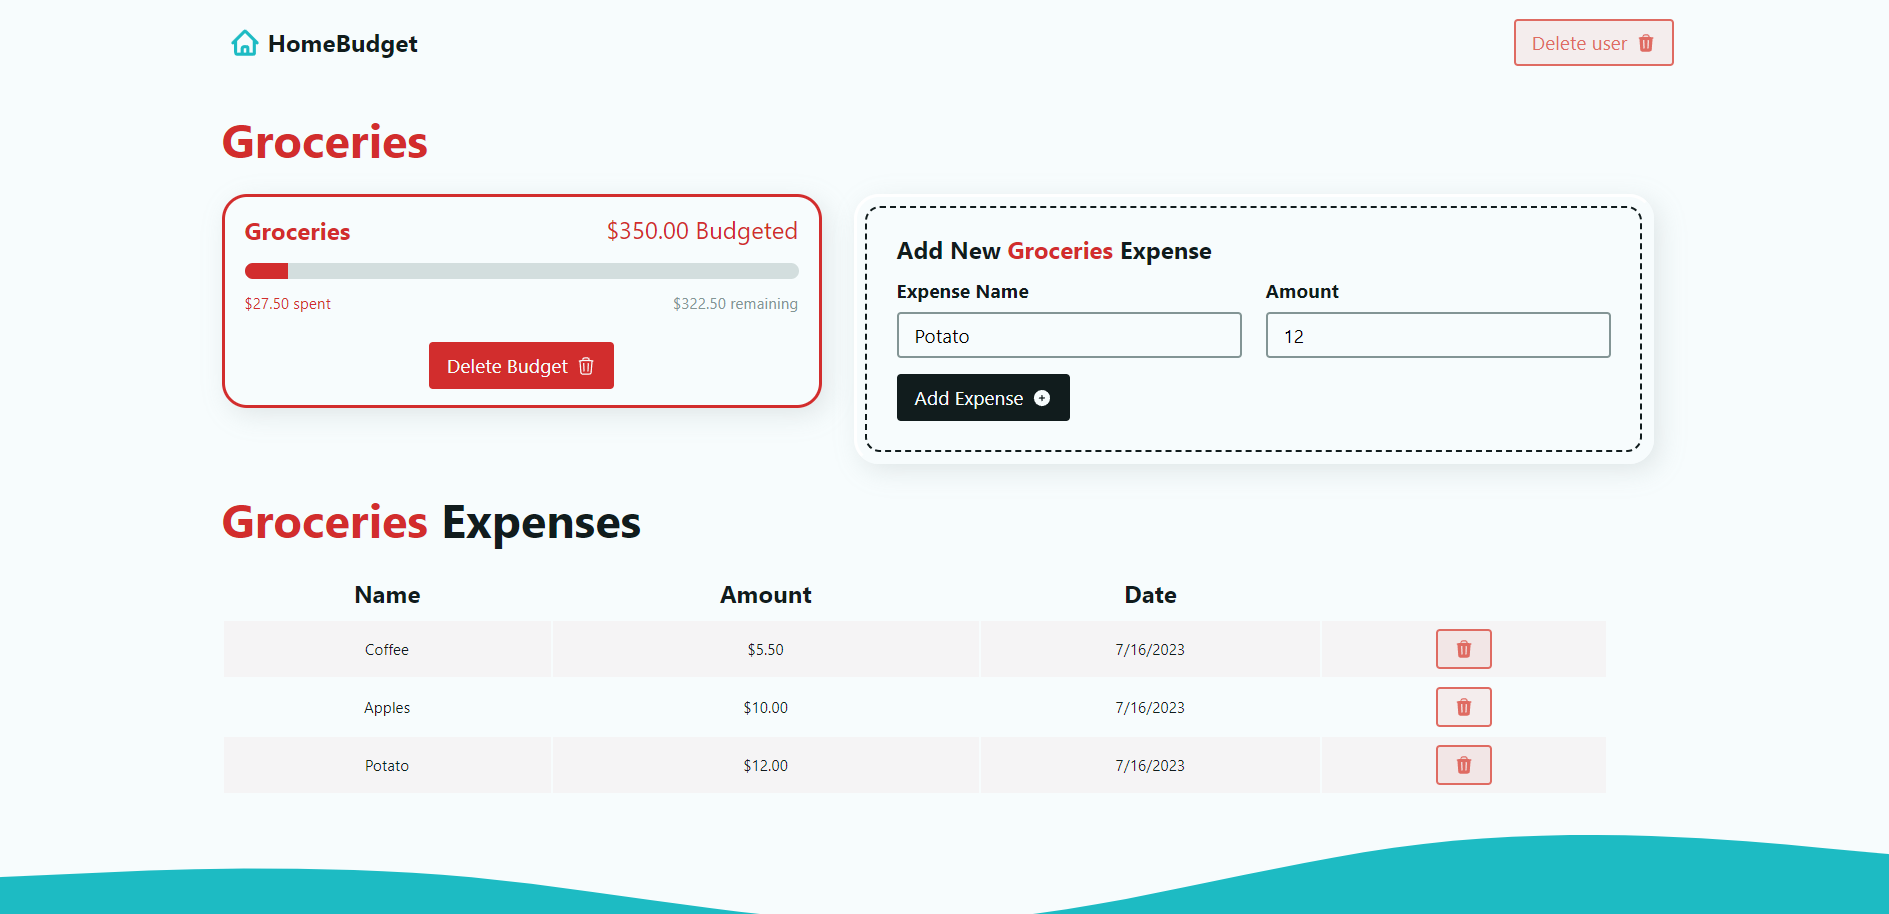 HomeBudget
Delete user
Groceries
Groceries $350.00 Budgeted
$27.50 spent $322.50 remaining
Delete Budget
Add New Groceries Expense
Expense Name Amount
Potato 12
Add Expense
Groceries Expenses
Name Amount Date
Coffee $5.50 7/16/2023
Apples $10.00 7/16/2023
Potato $12.00 7/16/2023